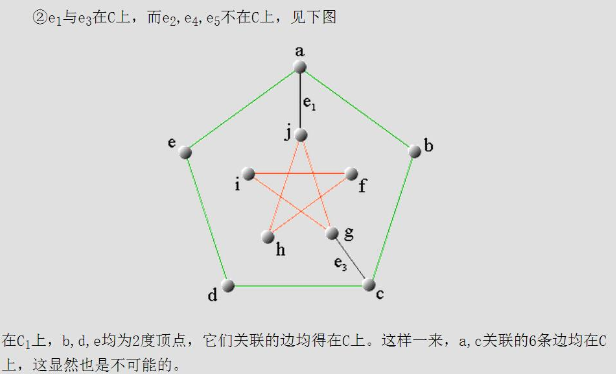 ②e₁与e₃在C上，而e₂,e₄,e₅不在C上，见下图
a
e₁
j
e
b
i
f
g
h
e₃
d
c
在C₁上，b,d,e均为2度顶点，它们关联的边均得在C上。这样一来，a,c关联的6条边均在C
上，这显然也是不可能的。